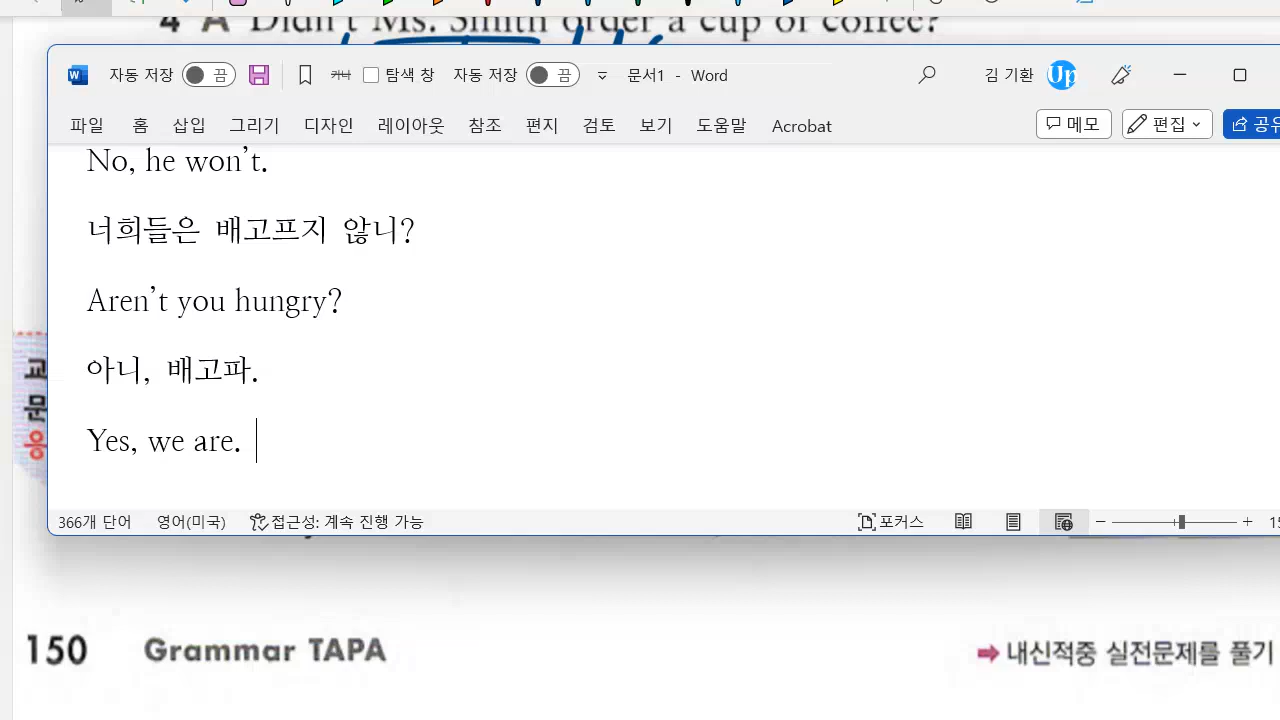 4 A Didn't Ms. Smith order a cup of coffee?
자동 저장 끔 가나 탐색 창 자동 저장 끔 문서1 - Word 김 기환 Up
파일 홈 삽입 그리기 디자인 레이아웃 참조 편지 검토 보기 도움말 Acrobat 메모 편집 공유
No, he won't.
너희들은 배고프지 않니?
Aren't you hungry?
아니, 배고파.
Yes, we are.
366개 단어 영어(미국) 접근성: 계속 진행 가능 포커스
150 Grammar TAPA
내신적중 실전문제를 풀기